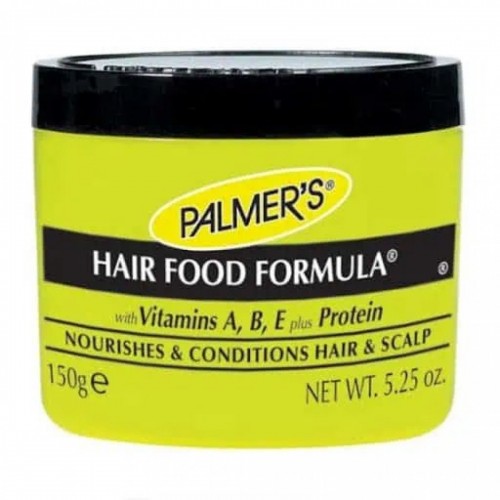 PALMER'S®
HAIR FOOD FORMULA® ®
with Vitamins A, B, E plus Protein
NOURISHES & CONDITIONS HAIR & SCALP
150g℮ NET WT. 5.25 oz.